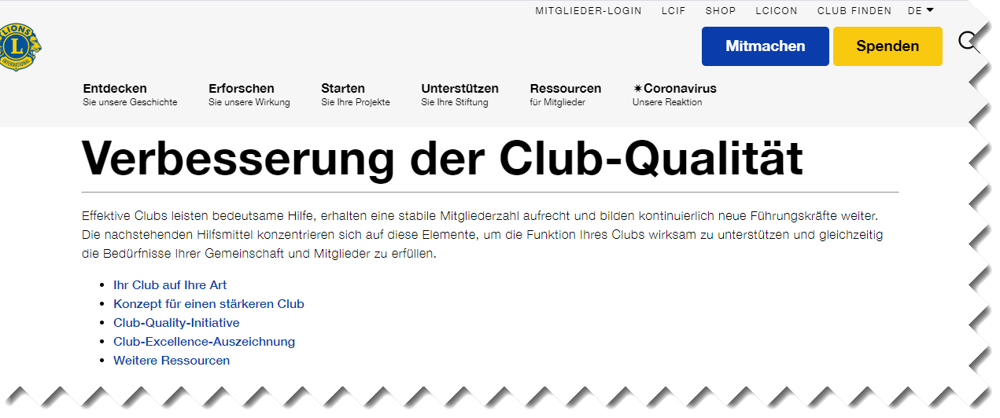 MITGLIEDER-LOGIN LCIF SHOP LCICON CLUB FINDEN DE
LIONS
L
INTERNATIONAL
Mitmachen Spenden
Entdecken Erforschen Starten Unterstützen Ressourcen ✷Coronavirus
Sie unsere Geschichte Sie unsere Wirkung Sie Ihre Projekte Sie Ihre Stiftung für Mitglieder Unsere Reaktion
Verbesserung der Club-Qualität
Effektive Clubs leisten bedeutsame Hilfe, erhalten eine stabile Mitgliederzahl aufrecht und bilden kontinuierlich neue Führungskräfte weiter.
Die nachstehenden Hilfsmittel konzentrieren sich auf diese Elemente, um die Funktion Ihres Clubs wirksam zu unterstützen und gleichzeitig
die Bedürfnisse Ihrer Gemeinschaft und Mitglieder zu erfüllen.
• Ihr Club auf Ihre Art
• Konzept für einen stärkeren Club
• Club-Quality-Initiative
• Club-Excellence-Auszeichnung
• Weitere Ressourcen